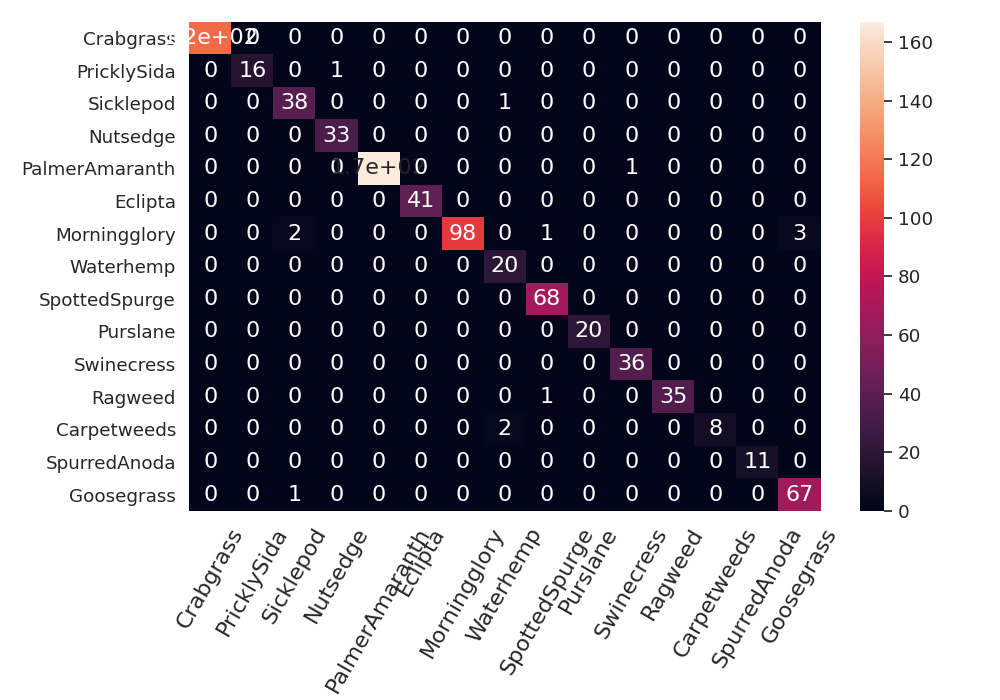 Crabgrass 2e+02 0 0 0 0 0 0 0 0 0 0 0 0 0 0
PricklySida 0 16 0 1 0 0 0 0 0 0 0 0 0 0 0
Sicklepod 0 0 38 0 0 0 0 1 0 0 0 0 0 0 0
Nutsedge 0 0 0 33 0 0 0 0 0 0 0 0 0 0 0
PalmerAmaranth 0 0 0 0 1.7e+0 0 0 0 0 0 1 0 0 0 0
Eclipta 0 0 0 0 0 41 0 0 0 0 0 0 0 0 0
Morningglory 0 0 2 0 0 0 98 0 1 0 0 0 0 0 3
Waterhemp 0 0 0 0 0 0 0 20 0 0 0 0 0 0 0
SpottedSpurge 0 0 0 0 0 0 0 0 68 0 0 0 0 0 0
Purslane 0 0 0 0 0 0 0 0 0 20 0 0 0 0 0
Swinecress 0 0 0 0 0 0 0 0 0 0 36 0 0 0 0
Ragweed 0 0 0 0 0 0 0 0 1 0 0 35 0 0 0
Carpetweeds 0 0 0 0 0 0 0 2 0 0 0 0 8 0 0
SpurredAnoda 0 0 0 0 0 0 0 0 0 0 0 0 0 11 0
Goosegrass 0 0 1 0 0 0 0 0 0 0 0 0 0 0 67
Crabgrass
PricklySida
Sicklepod
Nutsedge
PalmerAmaranth
Eclipta
Morningglory
Waterhemp
SpottedSpurge
Purslane
Swinecress
Ragweed
Carpetweeds
SpurredAnoda
Goosegrass
160
140
120
100
80
60
40
20
0